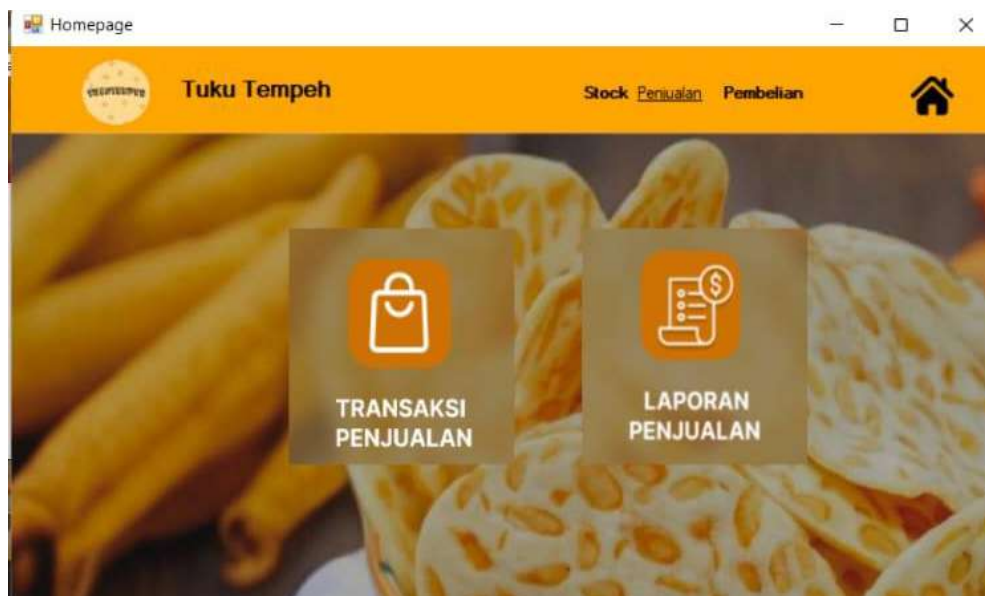 Homepage
Tuku Tempeh
Stock Penjualan Pembelian
TRANSAKSI
PENJUALAN
LAPORAN
PENJUALAN